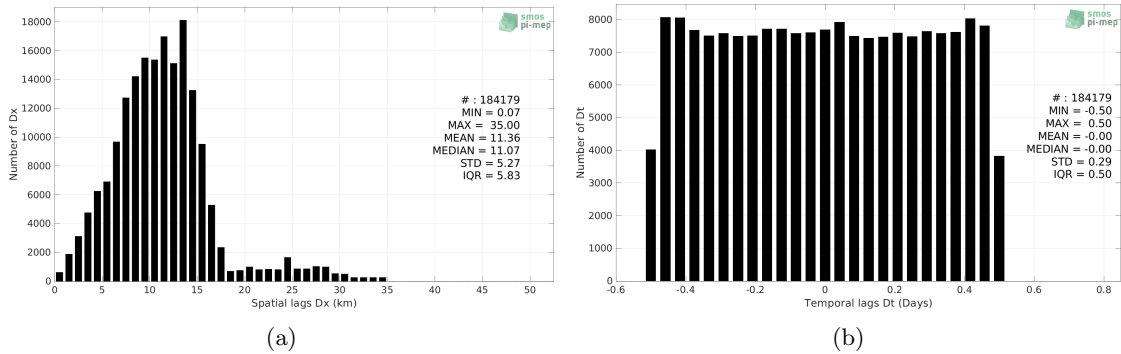 18000
16000
14000
12000
10000
8000
6000
4000
2000
0
Number of Dx
smos
pi-mep
# : 184179
MIN = 0.07
MAX = 35.00
MEAN = 11.36
MEDIAN = 11.07
STD = 5.27
IQR = 5.83
0 5 10 15 20 25 30 35 40 45 50
Spatial lags Dx (km)
(a)
8000
7000
6000
5000
4000
3000
2000
1000
0
Number of Dt
smos
pi-mep
# : 184179
MIN = -0.50
MAX = 0.50
MEAN = -0.00
MEDIAN = -0.00
STD = 0.29
IQR = 0.50
-0.6 -0.4 -0.2 0 0.2 0.4 0.6 0.8
Temporal lags Dt (Days)
(b)